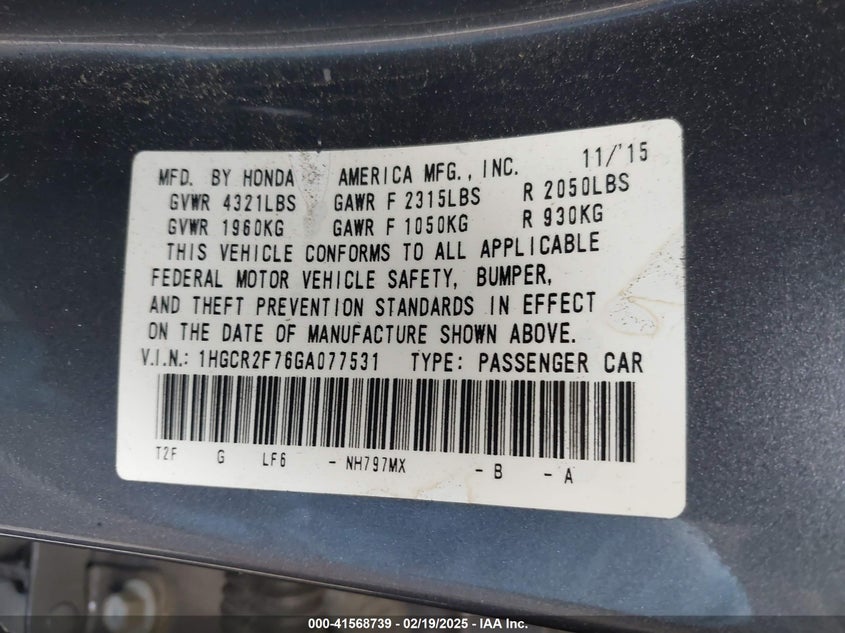 MFD. BY HONDA AMERICA MFG., INC. 11/'15
GVWR 4321LBS GAWR F 2315LBS R 2050LBS
GVWR 1960KG GAWR F 1050KG R 930KG
THIS VEHICLE CONFORMS TO ALL APPLICABLE
FEDERAL MOTOR VEHICLE SAFETY, BUMPER,
AND THEFT PREVENTION STANDARDS IN EFFECT
ON THE DATE OF MANUFACTURE SHOWN ABOVE.
V.I.N.: 1HGCR2F76GA077531 TYPE: PASSENGER CAR
T2F G LF6 - NH797MX - B - A
000-41568739 - 02/19/2025 - IAA Inc.